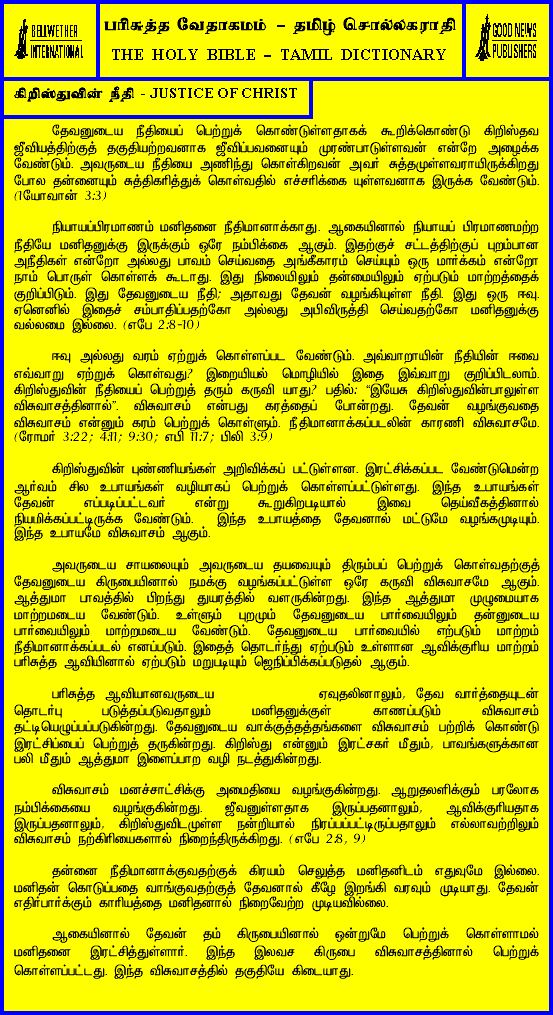 BELLWETHER
INTERNATIONAL
பரிசுத்த வேதாகமம் – தமிழ் சொல்லகராதி
THE HOLY BIBLE – TAMIL DICTIONARY
GOOD NEWS
PUBLISHERS
கிறிஸ்துவின் நீதி - JUSTICE OF CHRIST
தேவனுடைய நீதியைப் பெற்றுக் கொண்டுள்ளதாகக் கூறிக்கொண்டு கிறிஸ்தவ
ஜீவியத்திற்குத் தகுதியற்றவனாக ஜீவிப்பவனையும் முரண்பாடுள்ளவன் என்றே அழைக்க
வேண்டும். அவருடைய நீதியை அணிந்து கொள்கிறவன் அவர் சுத்தமுள்ளவராயிருக்கிறது
போல தன்னையும் சுத்திகரித்துக் கொள்வதில் எச்சரிக்கை யுள்ளவனாக இருக்க வேண்டும்.
(1யோவான் 3:3)
நியாயப்பிரமாணம் மனிதனை நீதிமானாக்காது. ஆகையினால் நியாயப் பிரமாணமற்ற
நீதியே மனிதனுக்கு இருக்கும் ஒரே நம்பிக்கை ஆகும். இதற்குச் சட்டத்திற்குப் புறம்பான
அநீதிகள் என்றோ அல்லது பாவம் செய்வதை அங்கீகாரம் செய்யும் ஒரு மார்க்கம் என்றோ
நாம் பொருள் கொள்ளக் கூடாது. இது நிலையிலும் தன்மையிலும் ஏற்படும் மாற்றத்தைக்
குறிப்பிடும். இது தேவனுடைய நீதி; அதாவது தேவன் வழங்கியுள்ள நீதி. இது ஒரு ஈவு.
ஏனெனில் இதைச் சம்பாதிப்பதற்கோ அல்லது அபிவிருத்தி செய்வதற்கோ மனிதனுக்கு
வல்லமை இல்லை. (எபே 2:8-10)
ஈவு அல்லது வரம் ஏற்றுக் கொள்ளப்பட வேண்டும். அவ்வாறாயின் நீதியின் ஈவை
எவ்வாறு ஏற்றுக் கொள்வது? இறையியல் மொழியில் இதை இவ்வாறு குறிப்பிடலாம்.
கிறிஸ்துவின் நீதியைப் பெற்றுத் தரும் கருவி யாது? பதில்; “இயேசு கிறிஸ்துவின்பாலுள்ள
விசுவாசத்தினால்”. விசுவாசம் என்பது கரத்தைப் போன்றது. தேவன் வழங்குவதை
விசுவாசம் என்னும் கரம் பெற்றுக் கொள்ளும். நீதிமானாக்கப்படலின் காரணி விசுவாசமே.
(ரோமர் 3:22; 4:11; 9:30; எபி 11:7; பிலி 3:9)
கிறிஸ்துவின் புண்ணியங்கள் அறிவிக்கப் பட்டுள்ளன. இரட்சிக்கப்பட வேண்டுமென்ற
ஆர்வம் சில உபாயங்கள் வழியாகப் பெற்றுக் கொள்ளப்பட்டுள்ளது. இந்த உபாயங்கள்
தேவன் எப்படிப்பட்டவர் என்று கூறுகிறபடியால் இவை தெய்வீகத்தினால்
நியமிக்கப்பட்டிருக்க வேண்டும். இந்த உபாயத்தை தேவனால் மட்டுமே வழங்கமுடியும்.
இந்த உபாயமே விசுவாசம் ஆகும்.
அவருடைய சாயலையும் அவருடைய தயவையும் திரும்பப் பெற்றுக் கொள்வதற்குத்
தேவனுடைய கிருபையினால் நமக்கு வழங்கப்பட்டுள்ள ஒரே கருவி விசுவாசமே ஆகும்.
ஆத்துமா பாவத்தில் பிறந்து துயரத்தில் வளருகின்றது. இந்த ஆத்துமா முழுமையாக
மாற்றமடைய வேண்டும். உள்ளும் புறமும் தேவனுடைய பார்வையிலும் தன்னுடைய
பார்வையிலும் மாற்றமடைய வேண்டும். தேவனுடைய பார்வையில் எற்படும் மாற்றம்
நீதிமானாக்கப்படல் எனப்படும். இதைத் தொடர்ந்து ஏற்படும் உள்ளான ஆவிக்குரிய மாற்றம்
பரிசுத்த ஆவியினால் ஏற்படும் மறுபடியும் ஜெநிப்பிக்கப்படுதல் ஆகும்.
பரிசுத்த ஆவியானவருடைய ஏவுதலினாலும், தேவ வார்த்தையுடன்
தொடர்பு படுத்தப்படுவதாலும் மனிதனுக்குள் காணப்படும் விசுவாசம்
தட்டியெழுப்பப்படுகின்றது. தேவனுடைய வாக்குத்தத்தங்களை விசுவாசம் பற்றிக் கொண்டு
இரட்சிப்பைப் பெற்றுத் தருகின்றது. கிறிஸ்து என்னும் இரட்சகர் மீதும், பாவங்களுக்கான
பலி மீதும் ஆத்துமா இளைப்பாற வழி நடத்துகின்றது.
விசுவாசம் மனச்சாட்சிக்கு அமைதியை வழங்குகின்றது. ஆறுதலளிக்கும் பரலோக
நம்பிக்கையை வழங்குகின்றது. ஜீவனுள்ளதாக இருப்பதனாலும், ஆவிக்குரியதாக
இருப்பதனாலும், கிறிஸ்துவிடமுள்ள நன்றியால் நிரப்பப்பட்டிருப்பதாலும் எல்லாவற்றிலும்
விசுவாசம் நற்கிரியைகளால் நிறைந்திருக்கிறது. (எபே 2:8, 9)
தன்னை நீதிமானாக்குவதற்குக் கிரயம் செலுத்த மனிதனிடம் எதுவுமே இல்லை.
மனிதன் கொடுப்பதை வாங்குவதற்குத் தேவனால் கீழே இறங்கி வரவும் முடியாது. தேவன்
எதிர்பார்க்கும் காரியத்தை மனிதனால் நிறைவேற்ற முடியவில்லை.
ஆகையினால் தேவன் தம் கிருபையினால் ஒன்றுமே பெற்றுக் கொள்ளாமல்
மனிதனை இரட்சித்துள்ளார். இந்த இலவச கிருபை விசுவாசத்தினால் பெற்றுக்
கொள்ளப்பட்டது. இந்த விசுவாசத்தில் தகுதியே கிடையாது.